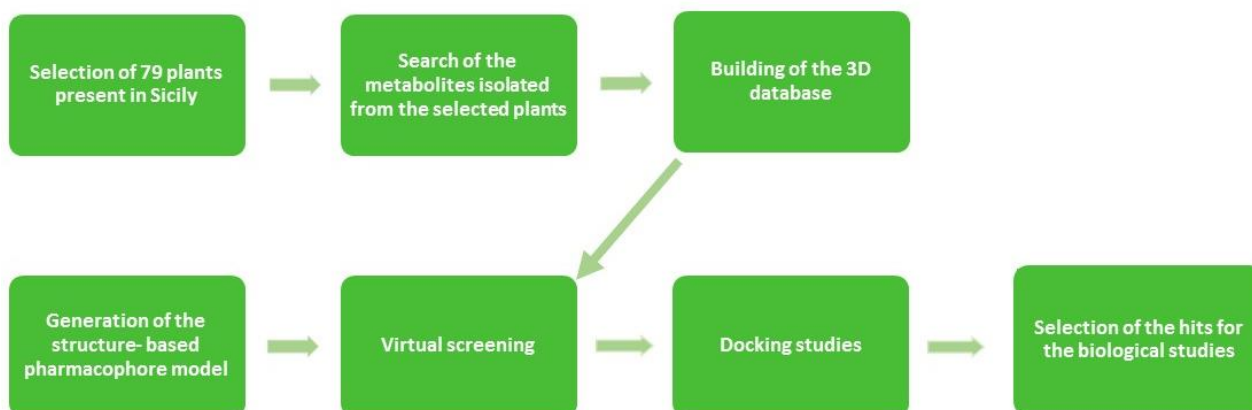 Selection of 79 plants
present in Sicily
Search of the
metabolites isolated
from the selected plants
Building of the 3D
database
Generation of the
structure- based
pharmacophore model
Virtual screening
Docking studies
Selection of the hits for
the biological studies